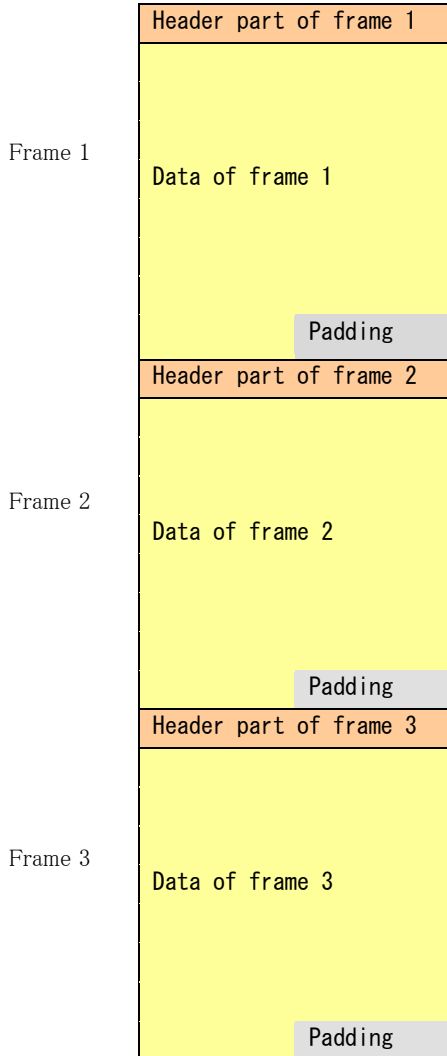 Header part of frame 1
Frame 1
Data of frame 1
Padding
Header part of frame 2
Frame 2
Data of frame 2
Padding
Header part of frame 3
Frame 3
Data of frame 3
Padding